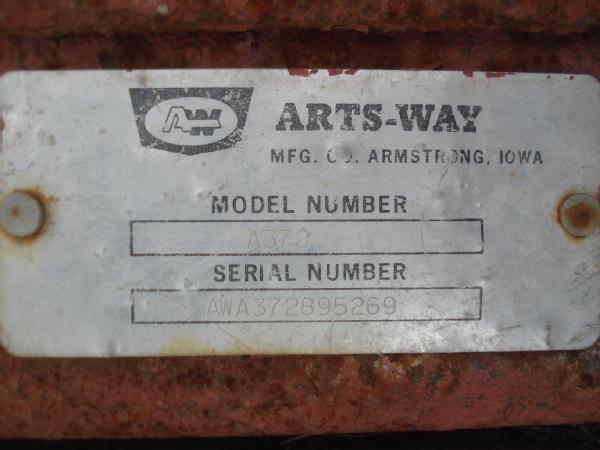 AW
ARTS-WAY
MFG. CO. ARMSTRONG, IOWA
MODEL NUMBER
A372
SERIAL NUMBER
AWA372895269